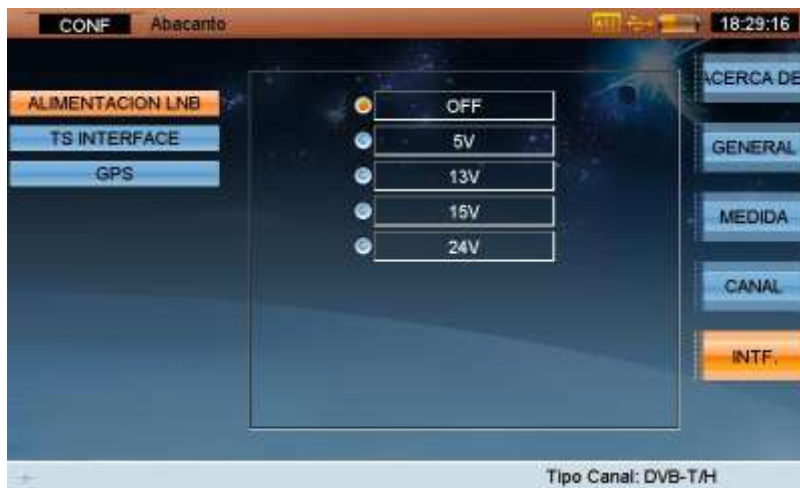 CONF Abacanto 18:29:16
ALIMENTACION LNB
TS INTERFACE
GPS
OFF
5V
13V
15V
24V
ACERCA DE
GENERAL
MEDIDA
CANAL
INTF.
Tipo Canal: DVB-T/H